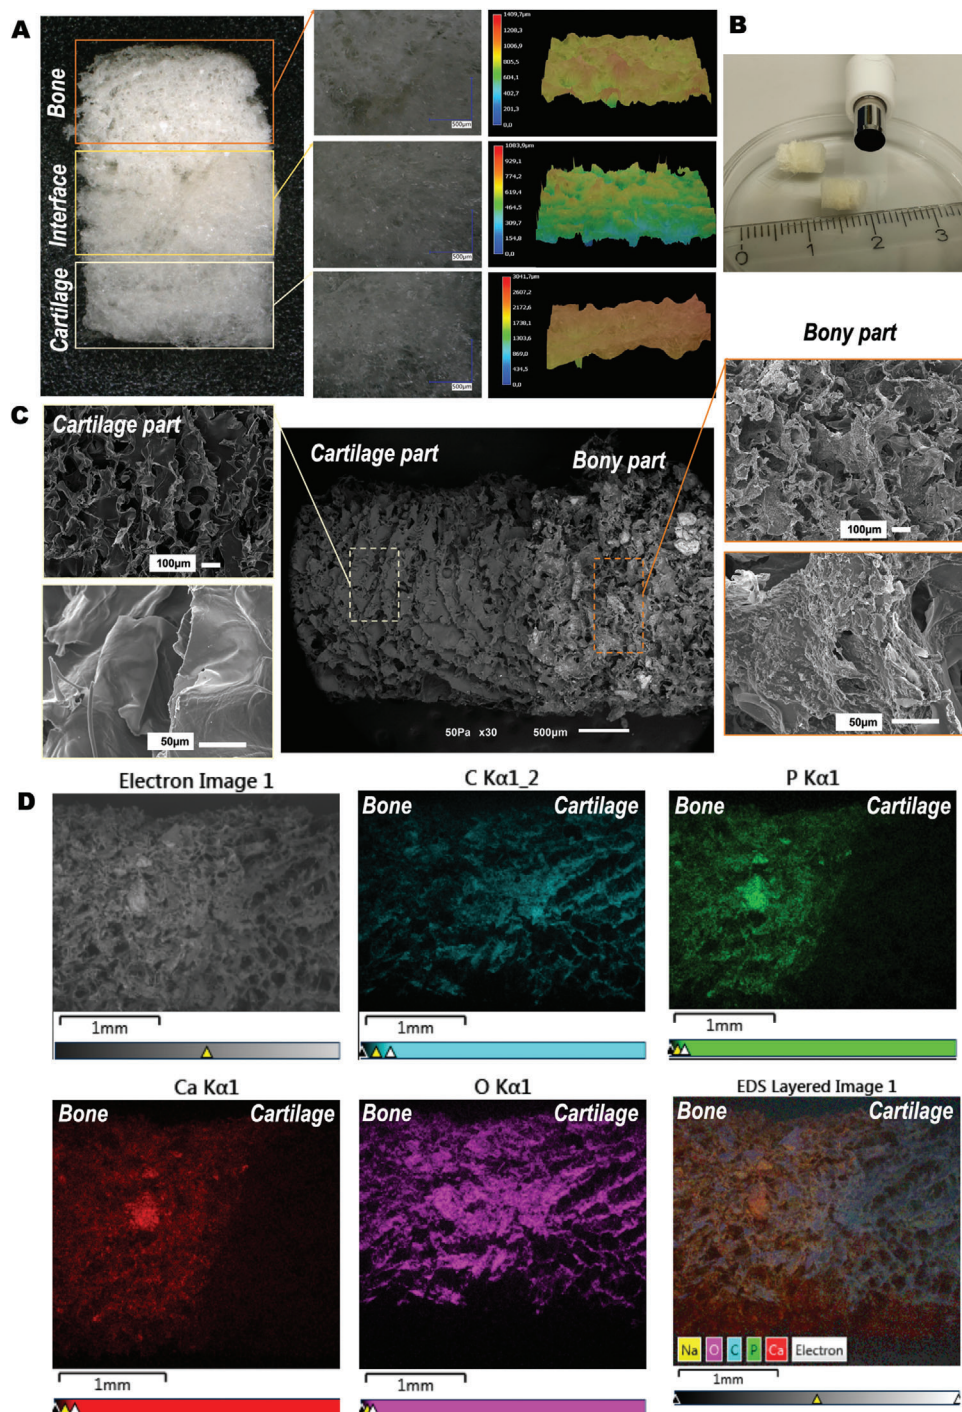 A
Bone
Interface
Cartilage
500µm
500µm
500µm
1409,7µm
1208,3
1006,9
805,5
604,1
402,7
201,3
0,0
1083,9µm
929,1
774,2
619,4
464,5
309,7
154,8
0,0
3041,7µm
2607,2
2172,6
1738,1
1303,6
869,0
434,5
0,0
B
0 1 2 3
C
Cartilage part
100µm
50µm
Cartilage part
Bony part
50Pa x30 500µm
Bony part
100µm
50µm
D
Electron Image 1
1mm
C Kα1_2
Bone Cartilage
1mm
P Kα1
Bone Cartilage
1mm
Ca Kα1
Bone Cartilage
1mm
O Kα1
Bone Cartilage
1mm
EDS Layered Image 1
Bone Cartilage
Na O C P Ca Electron
1mm